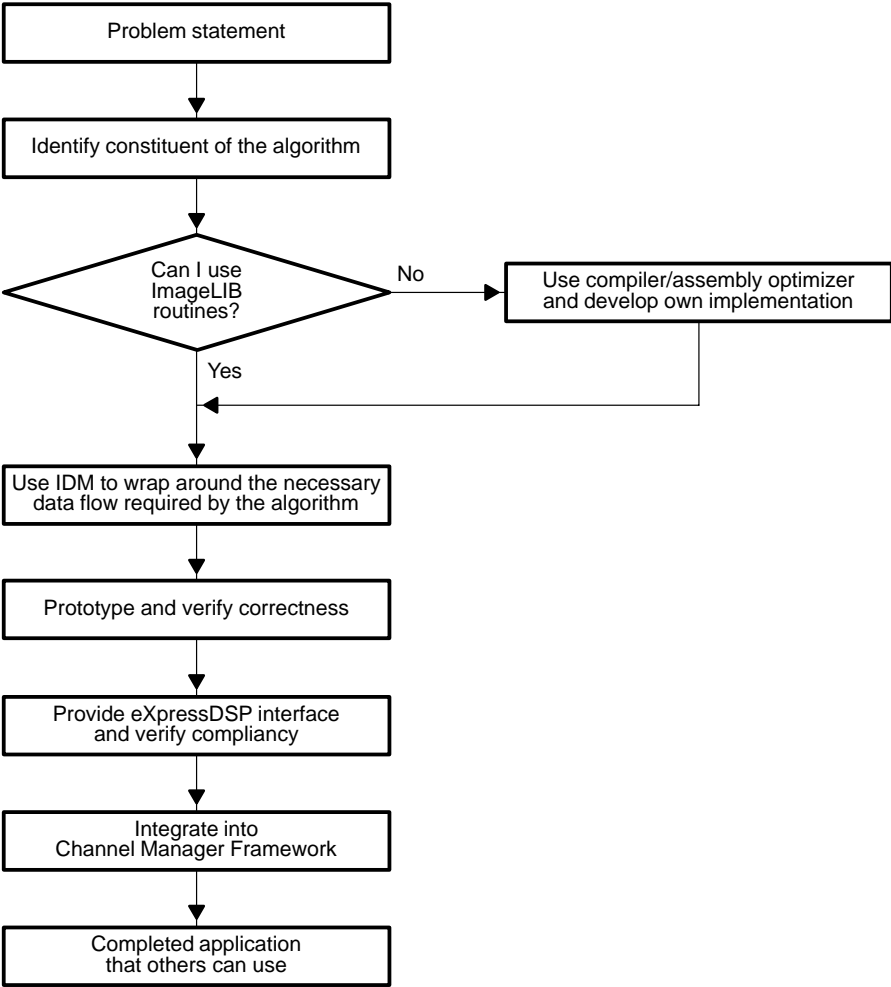 Problem statement
Identify constituent of the algorithm
Can I use
ImageLIB
routines?
No
Use compiler/assembly optimizer
and develop own implementation
Yes
Use IDM to wrap around the necessary
data flow required by the algorithm
Prototype and verify correctness
Provide eXpressDSP interface
and verify compliancy
Integrate into
Channel Manager Framework
Completed application
that others can use